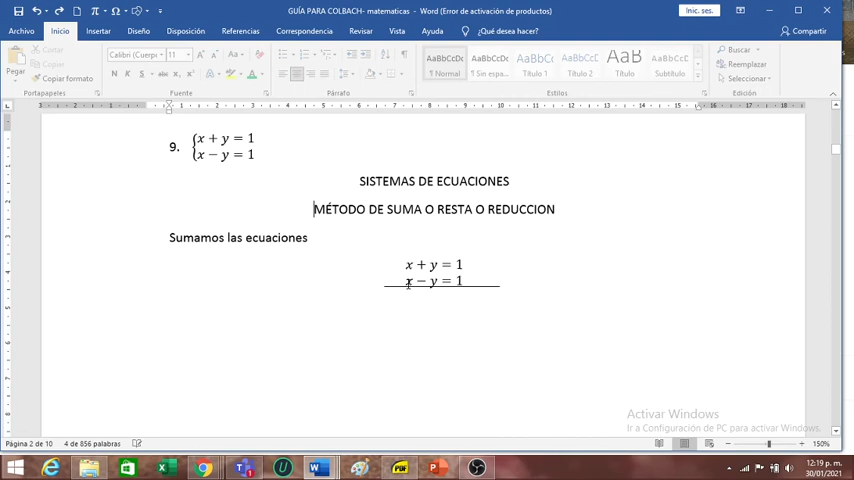 GUÍA PARA COLBACH- matematicas - Word (Error de activación de productos)
Inic. ses.
Archivo Inicio Insertar Diseño Disposición Referencias Correspondencia Revisar Vista Ayuda ¿Qué desea hacer? Compartir
Pegar
Cortar
Copiar
Copiar formato
Calibri (Cuerpo) 11
AaBbCcDc AaBbCcDc AaBbCc AaBbCcD AaB AaBbCcD
¶ Normal ¶ Sin espa... Título 1 Título 2 Título Subtítulo
Buscar
Reemplazar
Seleccionar
Portapapeles Fuente Párrafo Estilos Edición
9. {x + y = 1
x − y = 1
SISTEMAS DE ECUACIONES
MÉTODO DE SUMA O RESTA O REDUCCION
Sumamos las ecuaciones
x + y = 1
x − y = 1
Activar Windows
Ir a Configuración de PC para activar Windows.
Página 2 de 10 4 de 856 palabras 150%
12:19 p. m.
30/01/2021